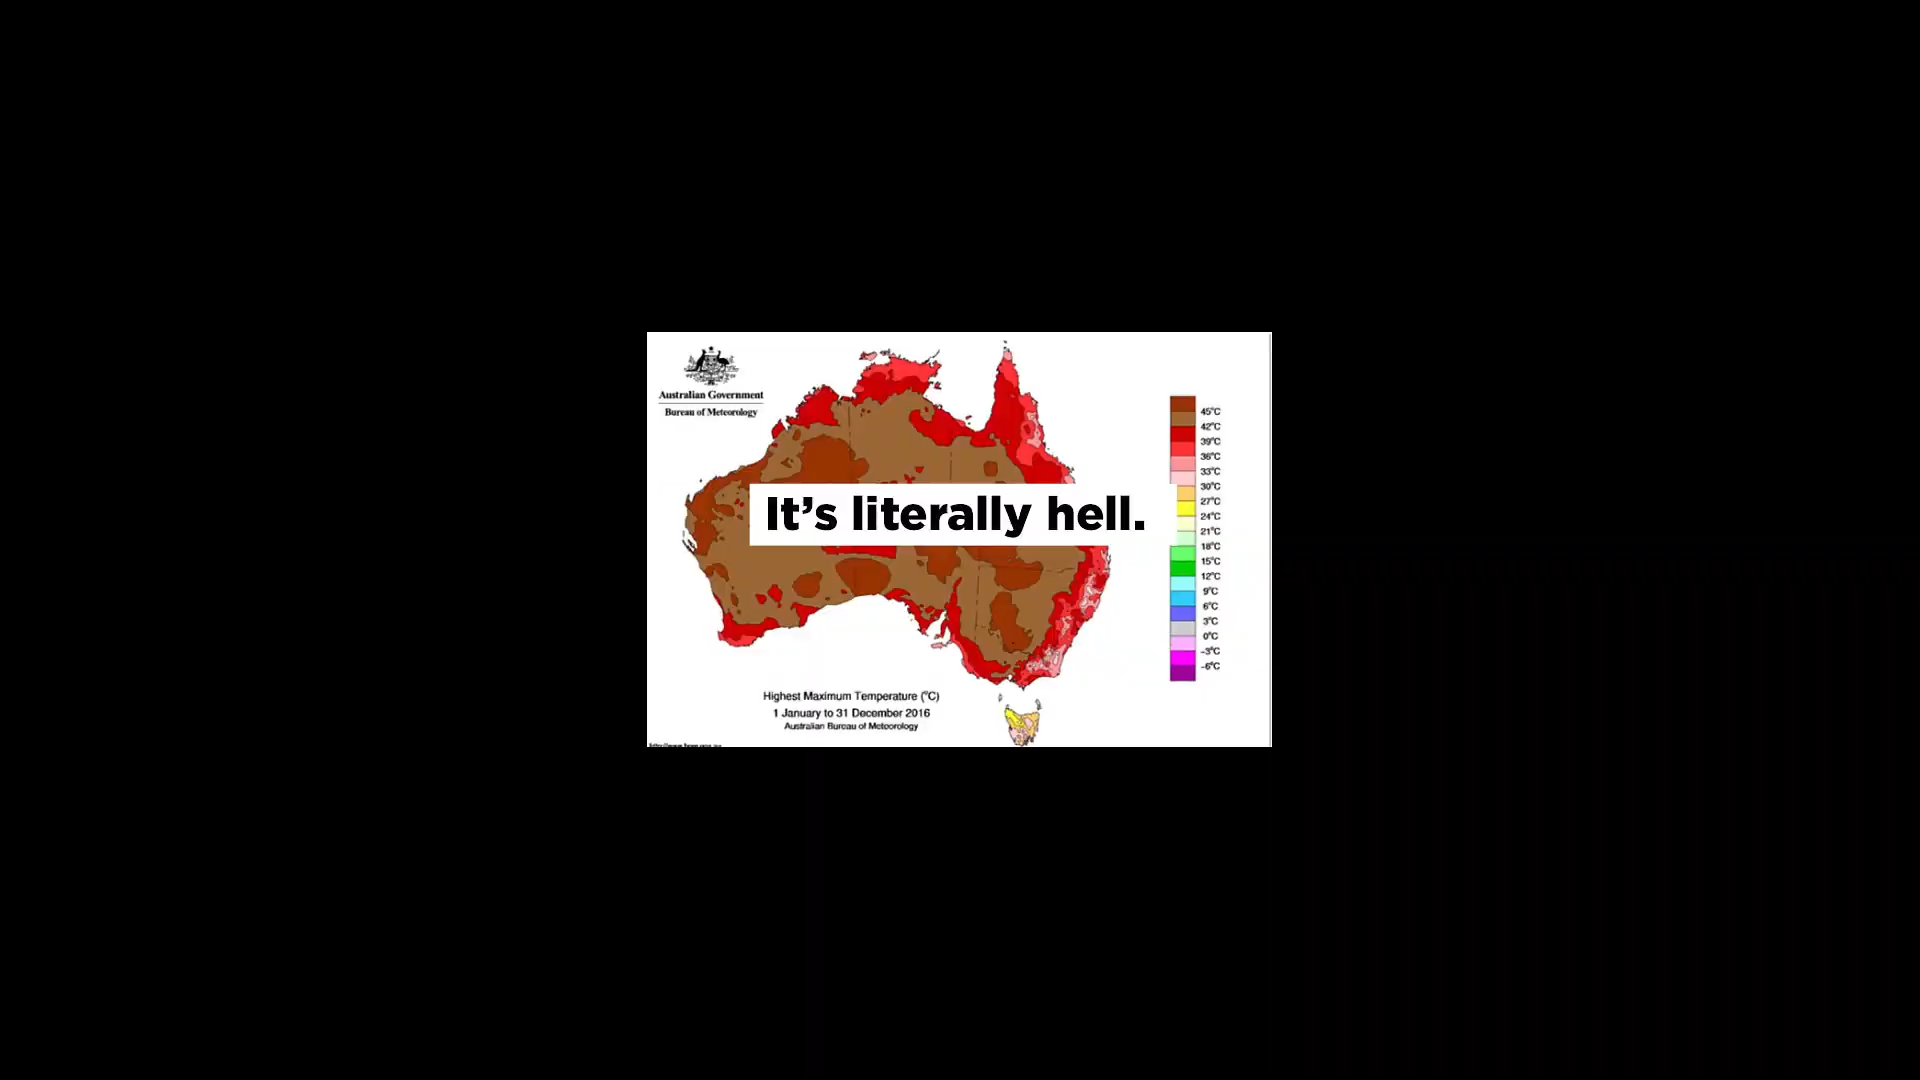 Australian Government
Bureau of Meteorology
It's literally hell.
45°C
42°C
39°C
36°C
33°C
30°C
27°C
24°C
21°C
18°C
15°C
12°C
9°C
6°C
3°C
0°C
-3°C
-6°C
Highest Maximum Temperature (°C)
1 January to 31 December 2016
Australian Bureau of Meteorology